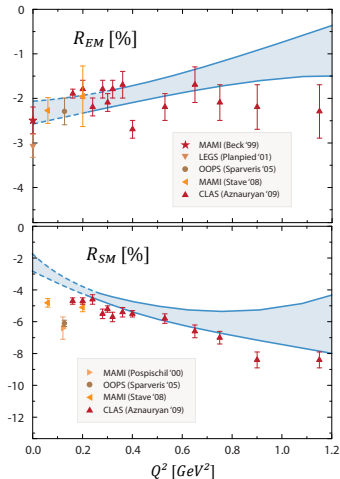 R_EM [%]
0
-1
-2
-3
-4
MAMI (Beck '99)
LEGS (Planpied '01)
OOPS (Sparveris '05)
MAMI (Stave '08)
CLAS (Aznauryan '09)
R_SM [%]
-2
-4
-6
-8
-10
-12
MAMI (Pospischil '00)
OOPS (Sparveris '05)
MAMI (Stave '08)
CLAS (Aznauryan '09)
0.0 0.2 0.4 0.6 0.8 1.0 1.2
Q² [GeV²]